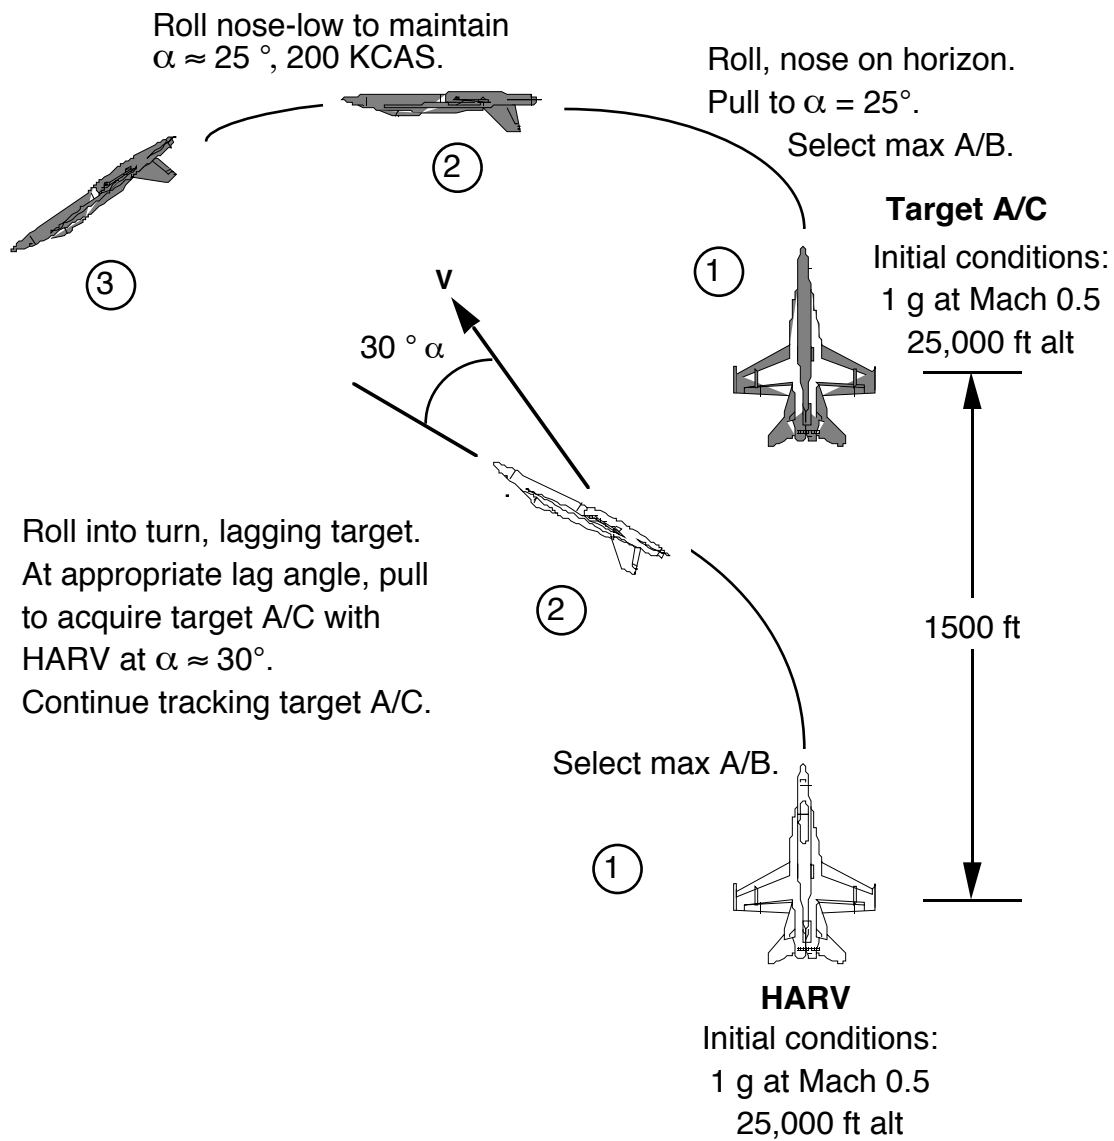 Roll nose-low to maintain
α ≈ 25 °, 200 KCAS.
Roll, nose on horizon.
Pull to α = 25°.
Select max A/B.
2
Target A/C
Initial conditions:
1 g at Mach 0.5
25,000 ft alt
1
3
V
30 ° α
Roll into turn, lagging target.
At appropriate lag angle, pull
to acquire target A/C with
HARV at α ≈ 30°.
Continue tracking target A/C.
2
1500 ft
Select max A/B.
1
HARV
Initial conditions:
1 g at Mach 0.5
25,000 ft alt